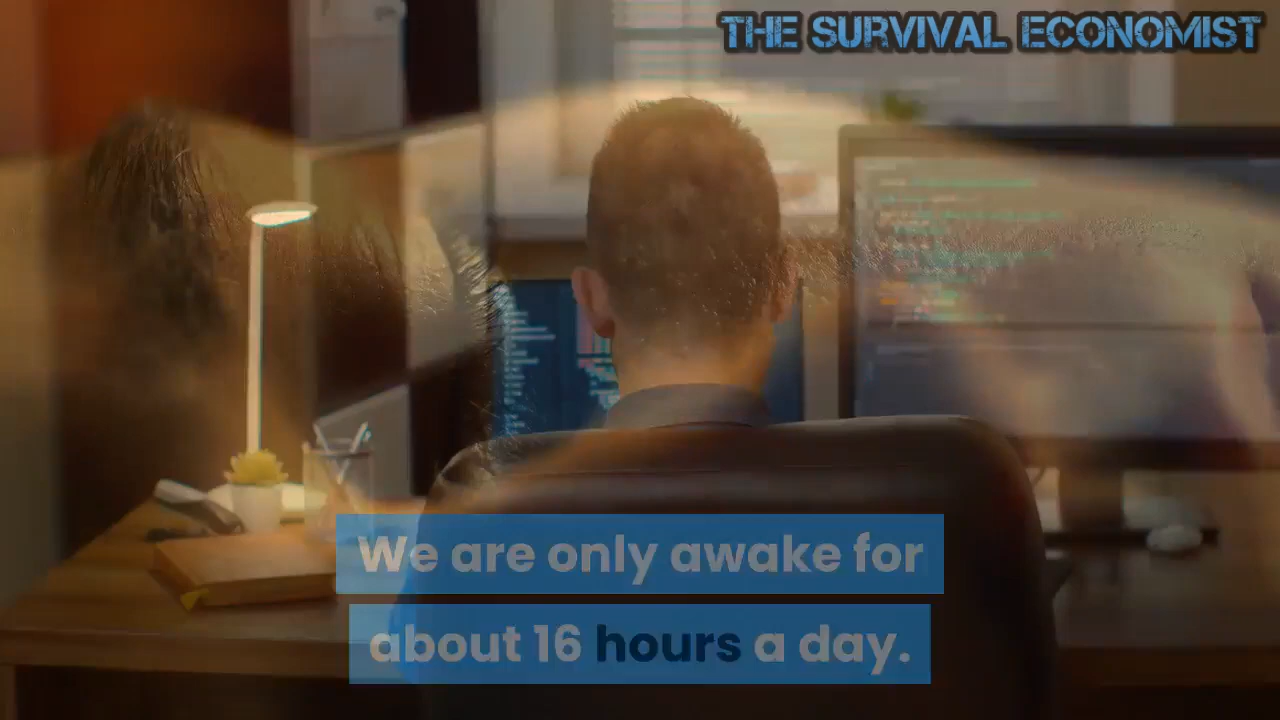 THE SURVIVAL ECONOMIST
We are only awake for
about 16 hours a day.